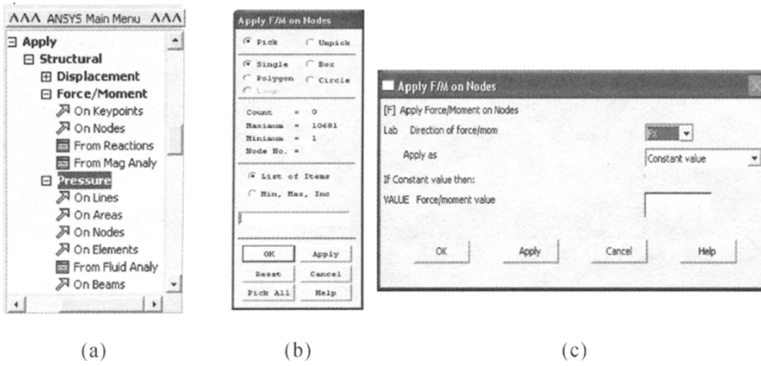 ΛΛΛ ANSYS Main Menu ΛΛΛ
Apply
Structural
Displacement
Force/Moment
On Keypoints
On Nodes
From Reactions
From Mag Analy
Pressure
On Lines
On Areas
On Nodes
On Elements
From Fluid Analy
On Beams
(a)
Apply F/M on Nodes
Pick Unpick
Single Box
Polygon Circle
Loop
Count = 0
Maximum = 10681
Minimum = 1
Node No. =
List of Items
Min, Max, Inc
OK Apply
Reset Cancel
Pick All Help
(b)
Apply F/M on Nodes
[F] Apply Force/Moment on Nodes
Lab Direction of force/mom
Apply as Constant value
If Constant value then:
VALUE Force/moment value
OK Apply Cancel Help
(c)